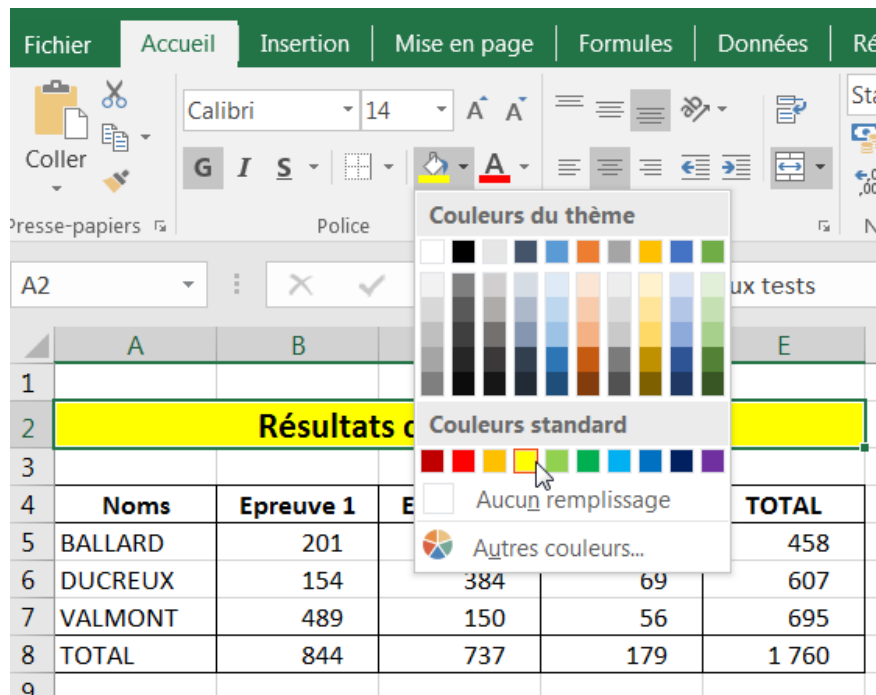 Fichier Accueil Insertion Mise en page Formules Données
Calibri 14 A A
Coller G I S A
Presse-papiers Police
Couleurs du thème
A2 ux tests
A B E
1
2 Résultats
3
Couleurs standard
4 Noms Epreuve 1 E TOTAL
Aucun remplissage
5 BALLARD 201 458
Autres couleurs...
6 DUCREUX 154 384 69 607
7 VALMONT 489 150 56 695
8 TOTAL 844 737 179 1 760
9